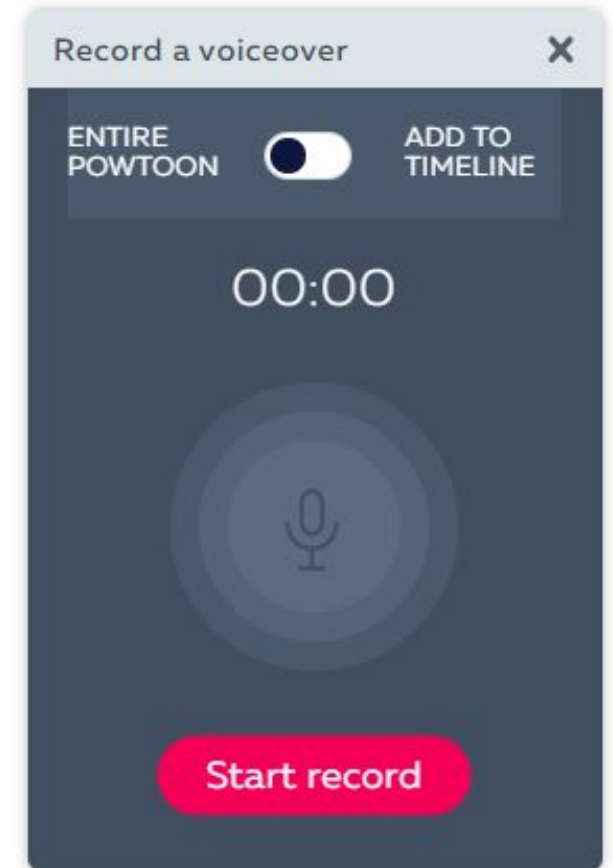 Record a voiceover
ENTIRE
POWTOON
ADD TO
TIMELINE
00:00
Start record